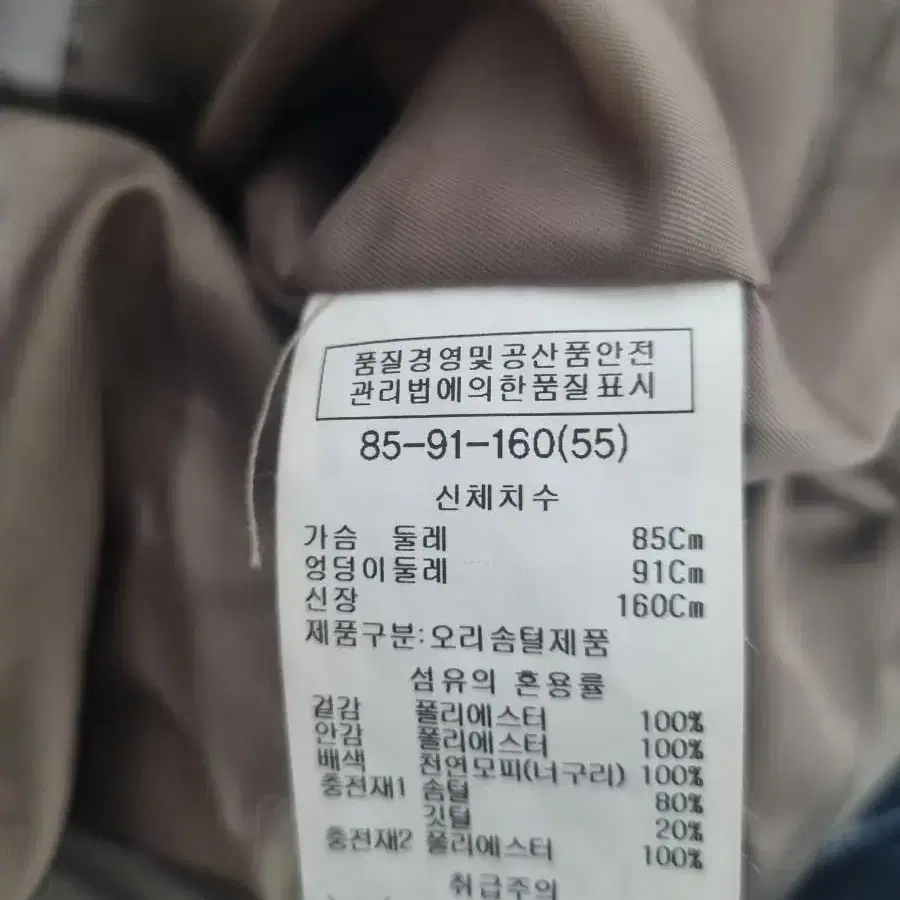 품질경영및공산품안전
관리법에의한품질표시
85-91-160(55)
신체치수
가슴 둘레 85Cm
엉덩이둘레 91Cm
신장 160Cm
제품구분:오리솜털제품
섬유의 혼용률
겉감 폴리에스터 100%
안감 폴리에스터 100%
배색 천연모피(너구리) 100%
충전재1 솜털 80%
깃털 20%
충전재2 폴리에스터 100%
취급주의